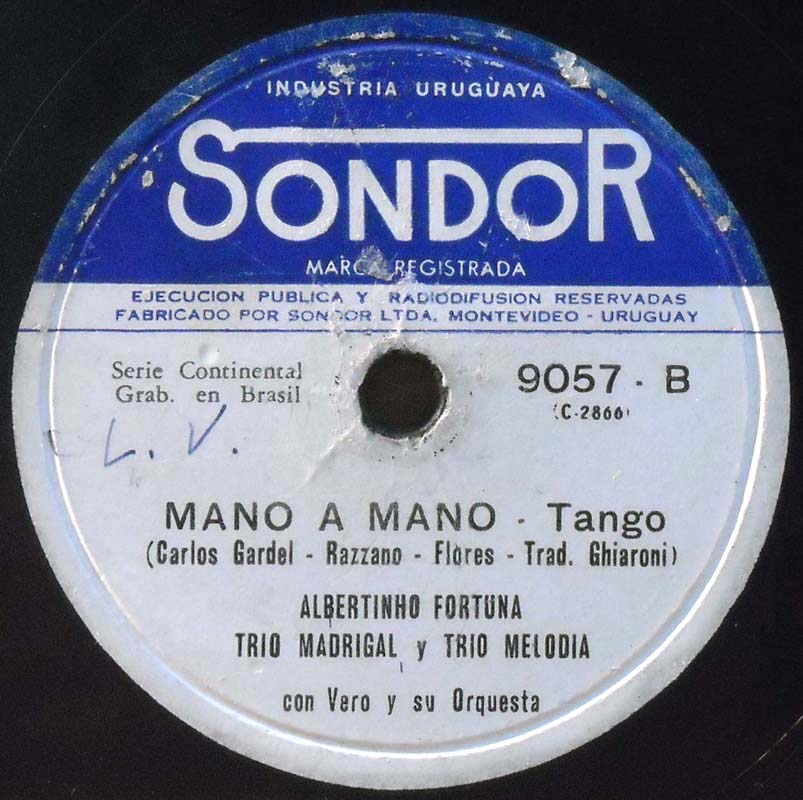 INDUSTRIA URUGUAYA
SONDOR
MARCA REGISTRADA
EJECUCION PUBLICA Y RADIODIFUSION RESERVADAS
FABRICADO POR SONDOR LTDA. MONTEVIDEO - URUGUAY
Serie Continental
Grab. en Brasil
9057 - B
(C-2866)
L. V.
MANO A MANO - Tango
(Carlos Gardel - Razzano - Flores - Trad. Ghiaroni)
ALBERTINHO FORTUNA
TRIO MADRIGAL y TRIO MELODIA
con Vero y su Orquesta